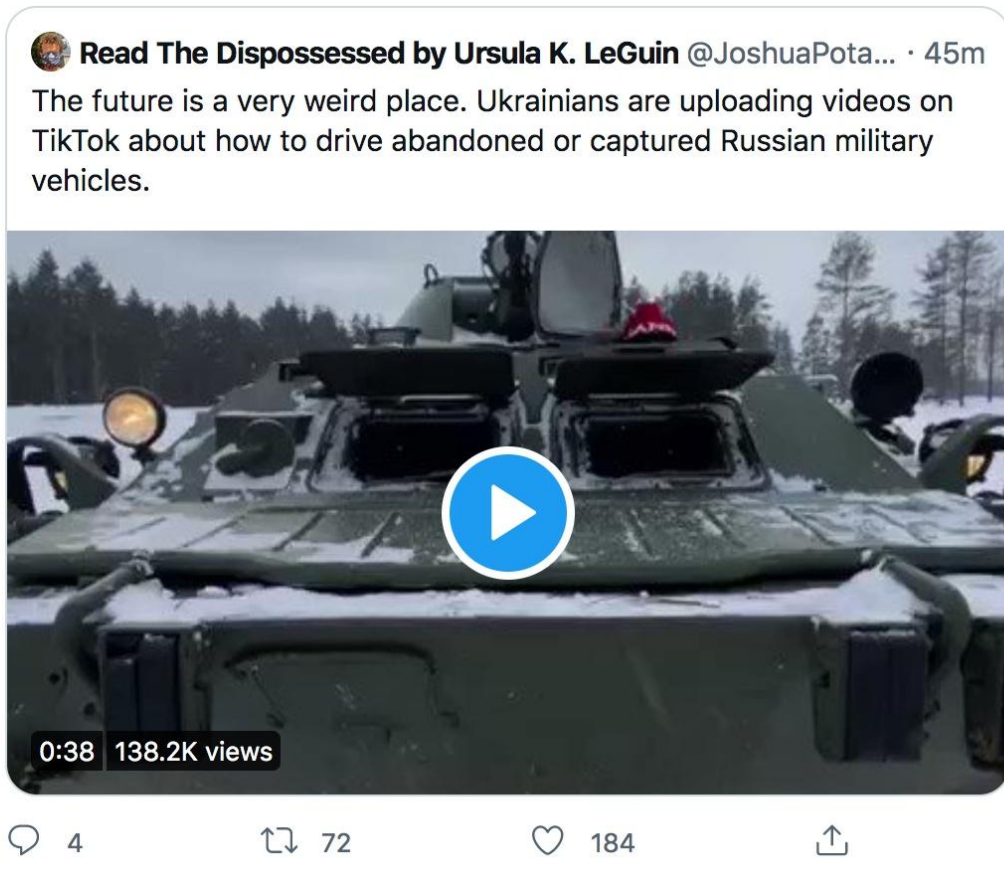 Read The Dispossessed by Ursula K. LeGuin @JoshuaPota... · 45m
The future is a very weird place. Ukrainians are uploading videos on
TikTok about how to drive abandoned or captured Russian military
vehicles.
0:38 138.2K views
4 72 184